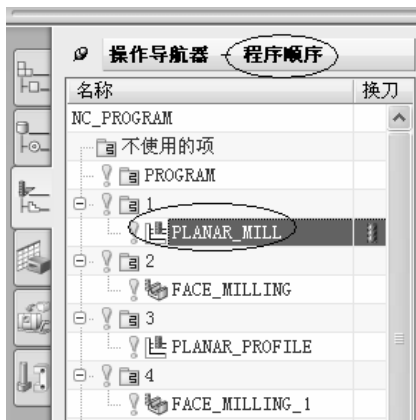 操作导航器 - 程序顺序
名称 换刀
NC_PROGRAM
不使用的项
PROGRAM
1
PLANAR_MILL
2
FACE_MILLING
3
PLANAR_PROFILE
4
FACE_MILLING_1